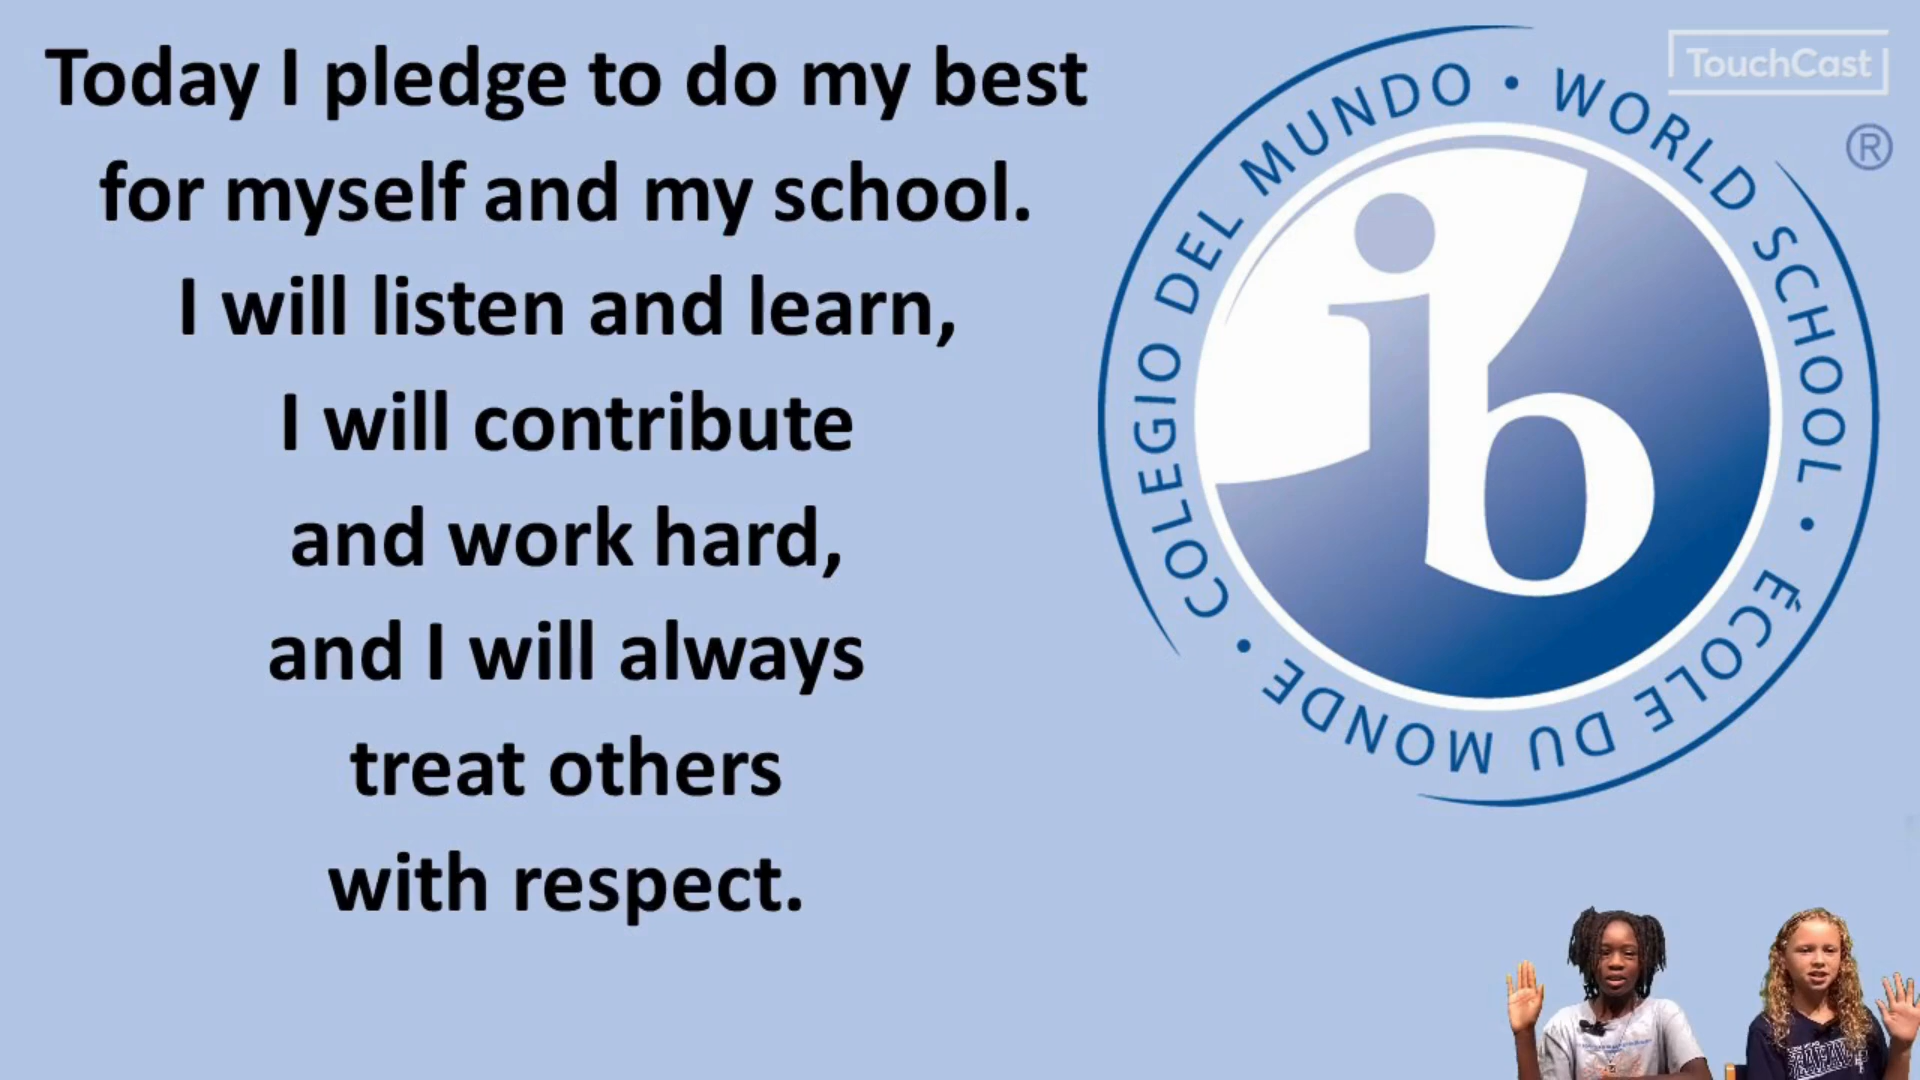 Today I pledge to do my best
for myself and my school.
I will listen and learn,
I will contribute
and work hard,
and I will always
treat others
with respect.
TouchCast
®
COLEGIO DEL MUNDO • WORLD SCHOOL • ÉCOLE DU MONDE •
ib